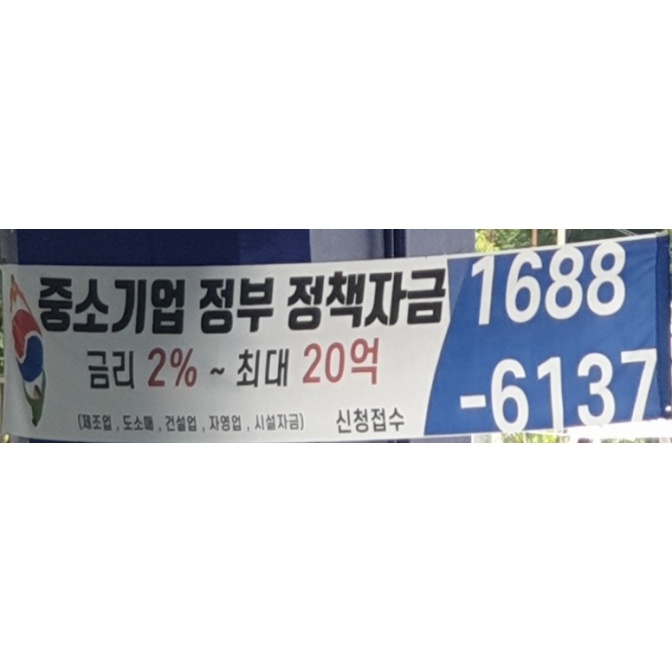 중소기업 정부 정책자금
금리 2% ~ 최대 20억
(제조업 , 도소매 , 건설업 , 자영업 , 시설자금) 신청접수
1688
-6137